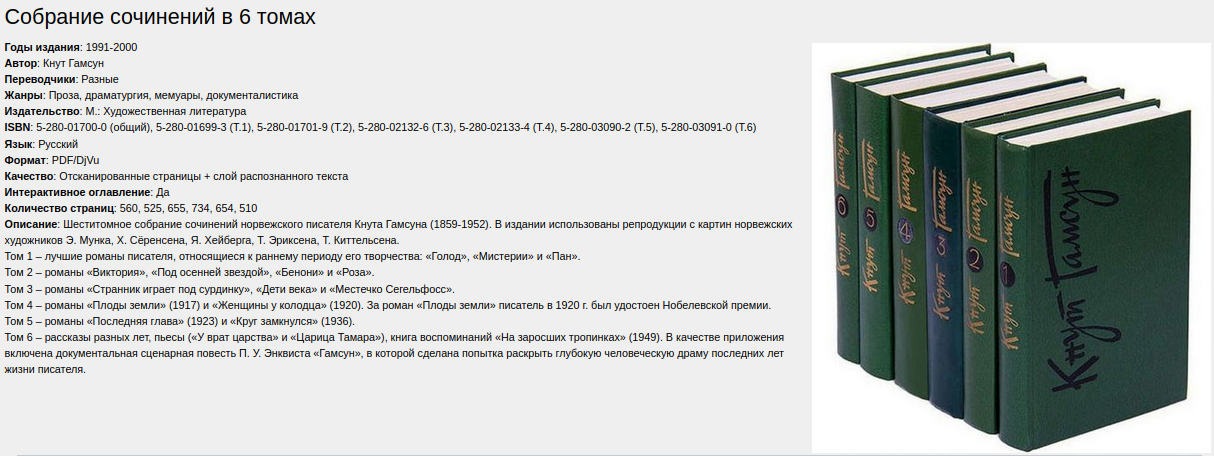 Собрание сочинений в 6 томах
Годы издания: 1991-2000
Автор: Кнут Гамсун
Переводчики: Разные
Жанры: Проза, драматургия, мемуары, документалистика
Издательство: М.: Художественная литература
ISBN: 5-280-01700-0 (общий), 5-280-01699-3 (Т.1), 5-280-01701-9 (Т.2), 5-280-02132-6 (Т.3), 5-280-02133-4 (Т.4), 5-280-03090-2 (Т.5), 5-280-03091-0 (Т.6)
Язык: Русский
Формат: PDF/DjVu
Качество: Отсканированные страницы + слой распознанного текста
Интерактивное оглавление: Да
Количество страниц: 560, 525, 655, 734, 654, 510
Описание: Шеститомное собрание сочинений норвежского писателя Кнута Гамсуна (1859-1952). В издании использованы репродукции с картин норвежских
художников Э. Мунка, Х. Сёренсена, Я. Хейберга, Т. Эриксена, Т. Киттельсена.
Том 1 – лучшие романы писателя, относящиеся к раннему периоду его творчества: «Голод», «Мистерии» и «Пан».
Том 2 – романы «Виктория», «Под осенней звездой», «Бенони» и «Роза».
Том 3 – романы «Странник играет под сурдинку», «Дети века» и «Местечко Сегельфосс».
Том 4 – романы «Плоды земли» (1917) и «Женщины у колодца» (1920). За роман «Плоды земли» писатель в 1920 г. был удостоен Нобелевской премии.
Том 5 – романы «Последняя глава» (1923) и «Круг замкнулся» (1936).
Том 6 – рассказы разных лет, пьесы («У врат царства» и «Царица Тамара»), книга воспоминаний «На заросших тропинках» (1949). В качестве приложения
включена документальная сценарная повесть П. У. Энквиста «Гамсун», в которой сделана попытка раскрыть глубокую человеческую драму последних лет
жизни писателя.
Кнут 6 Гамсун
Кнут 5 Гамсун
Кнут 4 Гамсун
Кнут 3 Гамсун
Кнут 2 Гамсун
Кнут 1 Гамсун
Кнут Гамсун